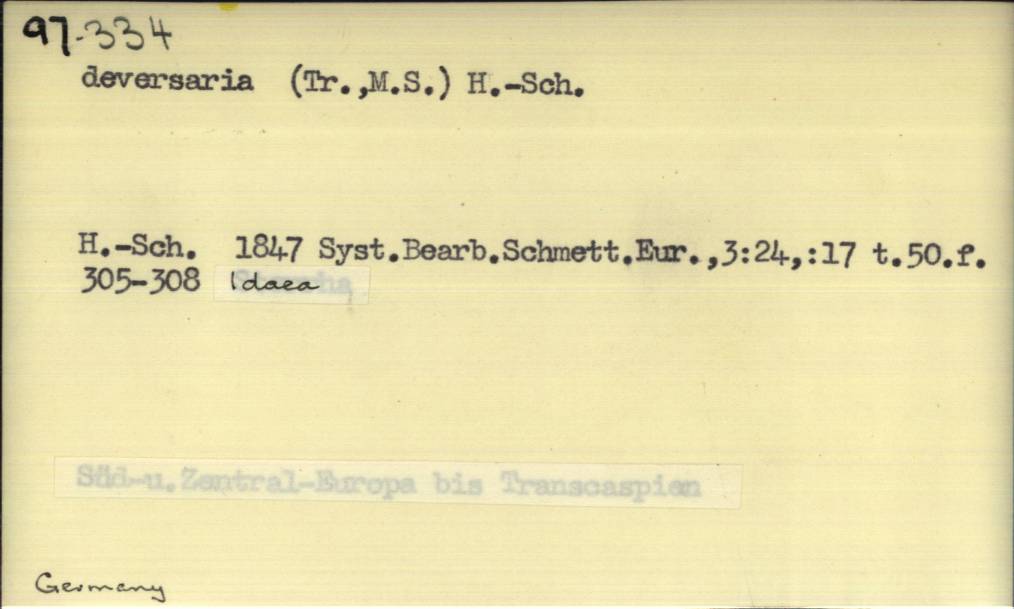 97-334
deversaria (Tr.,M.S.) H.-Sch.
H.-Sch. 1847 Syst.Bearb.Schmett.Eur.,3:24,:17 t.50.f.
305-308 Idaea
Süd-u.Zentral-Europa bis Transcaspien
Germany